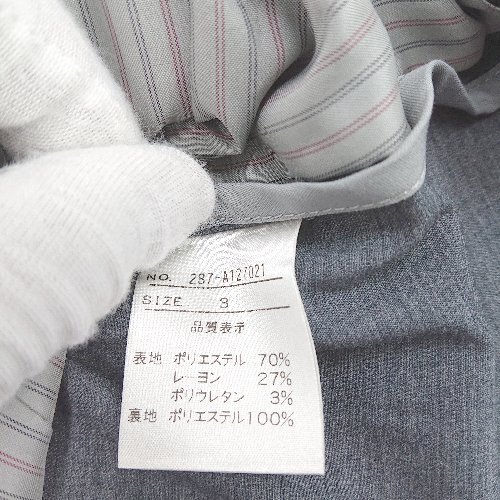 NO. 287-A127021
SIZE 3
品質表示
表地 ポリエステル 70%
レーヨン 27%
ポリウレタン 3%
裏地 ポリエステル100%